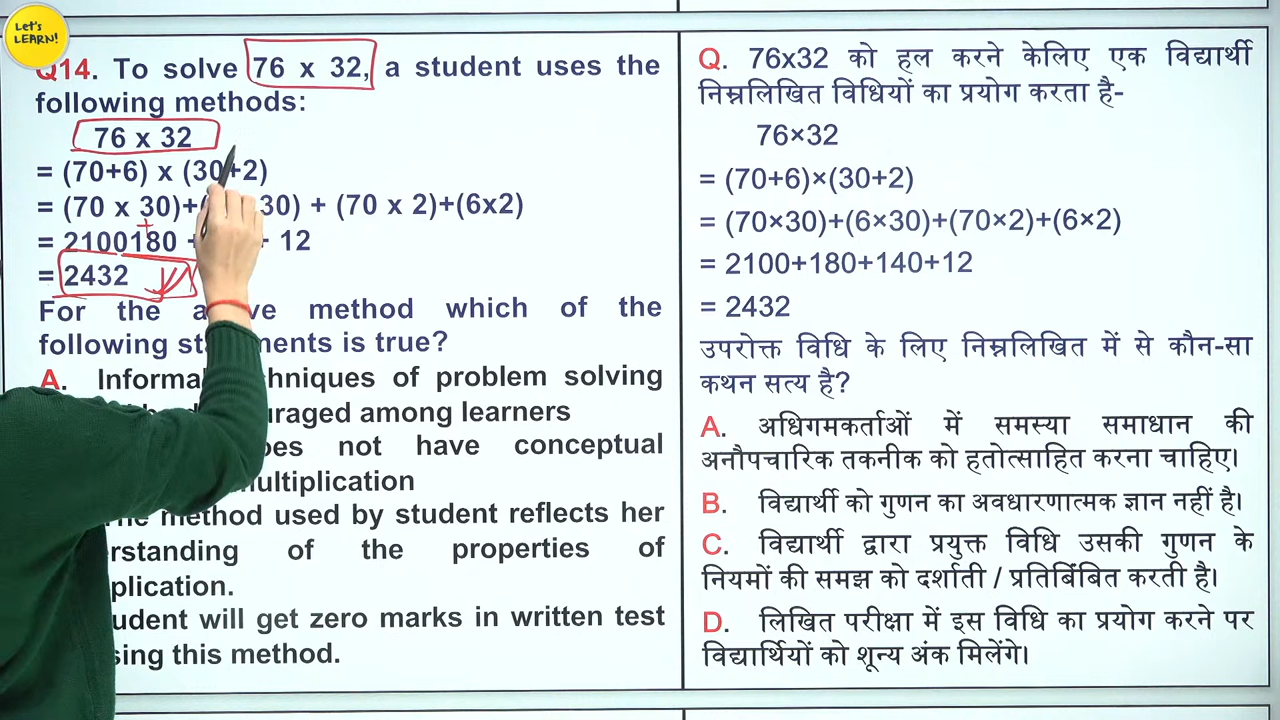 Let's
LEARN!
Q14. To solve 76 x 32, a student uses the
following methods:
76 x 32
= (70+6) x (30+2)
= (70 x 30)+( 30) + (70 x 2)+(6x2)
= 2100+180 + 12
= 2432
For the a ve method which of the
following st ments is true?
A. Informal chniques of problem solving
uraged among learners
oes not have conceptual
ultiplication
he method used by student reflects her
rstanding of the properties of
plication.
udent will get zero marks in written test
sing this method.
Q. 76x32 को हल करने केलिए एक विद्यार्थी
निम्नलिखित विधियों का प्रयोग करता है-
76×32
= (70+6)×(30+2)
= (70×30)+(6×30)+(70×2)+(6×2)
= 2100+180+140+12
= 2432
उपरोक्त विधि के लिए निम्नलिखित में से कौन-सा
कथन सत्य है?
A. अधिगमकर्ताओं में समस्या समाधान की
अनौपचारिक तकनीक को हतोत्साहित करना चाहिए।
B. विद्यार्थी को गुणन का अवधारणात्मक ज्ञान नहीं है।
C. विद्यार्थी द्वारा प्रयुक्त विधि उसकी गुणन के
नियमों की समझ को दर्शाती / प्रतिबिंबित करती है।
D. लिखित परीक्षा में इस विधि का प्रयोग करने पर
विद्यार्थियों को शून्य अंक मिलेंगे।